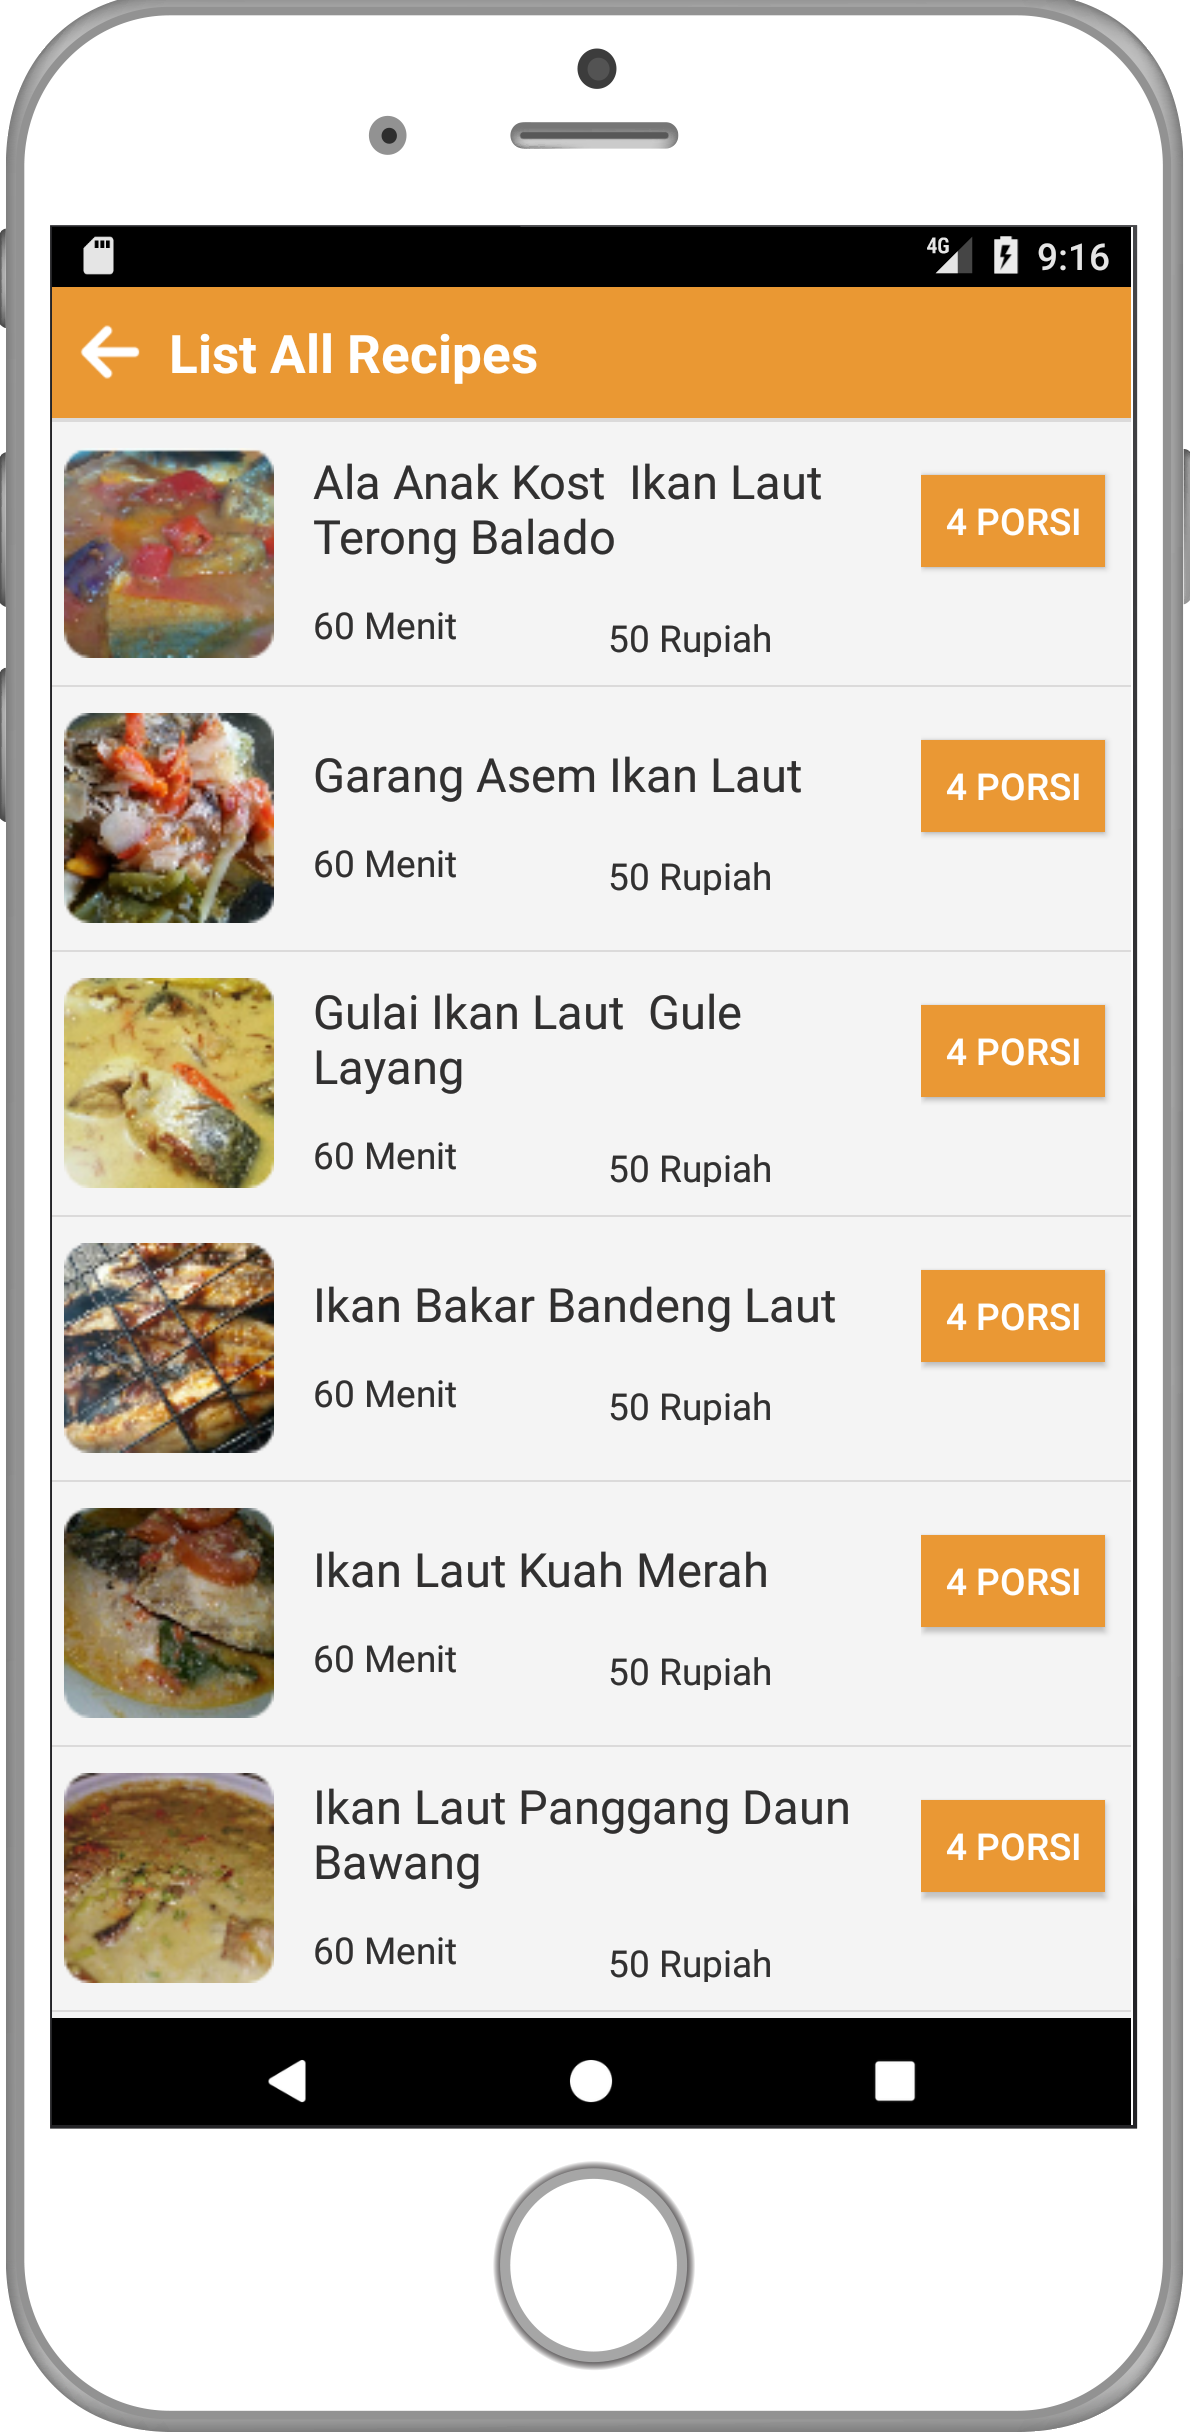 4G 9:16
List All Recipes
Ala Anak Kost  Ikan Laut
Terong Balado
4 PORSI
60 Menit
50 Rupiah
Garang Asem Ikan Laut
4 PORSI
60 Menit
50 Rupiah
Gulai Ikan Laut  Gule
Layang
4 PORSI
60 Menit
50 Rupiah
Ikan Bakar Bandeng Laut
4 PORSI
60 Menit
50 Rupiah
Ikan Laut Kuah Merah
4 PORSI
60 Menit
50 Rupiah
Ikan Laut Panggang Daun
Bawang
4 PORSI
60 Menit
50 Rupiah